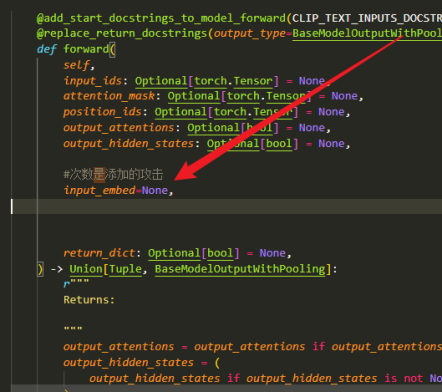 @add_start_docstrings_to_model_forward(CLIP_TEXT_INPUTS_DOCSTR
@replace_return_docstrings(output_type=BaseModelOutputWithPool
def forward(
self,
input_ids: Optional[torch.Tensor] = None,
attention_mask: Optional[torch.Tensor] = None,
position_ids: Optional[torch.Tensor] = None,
output_attentions: Optional[bool] = None,
output_hidden_states: Optional[bool] = None,
#次数量添加的攻击
input_embed=None,
return_dict: Optional[bool] = None,
) -> Union[Tuple, BaseModelOutputWithPooling]:
r"""
Returns:
"""
output_attentions = output_attentions if output_attentions
output_hidden_states = (
output_hidden_states if output_hidden_states is not No